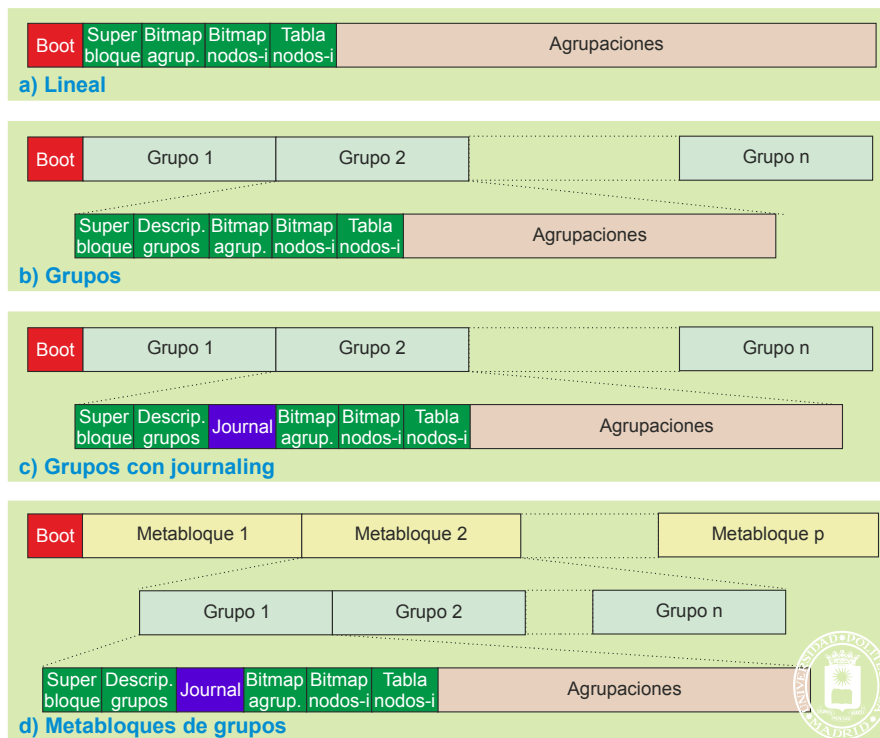 Boot
Super
bloque
Bitmap
agrup.
Bitmap
nodos-i
Tabla
nodos-i
Agrupaciones
a) Lineal
Boot
Grupo 1
Grupo 2
Grupo n
Super
bloque
Descrip.
grupos
Bitmap
agrup.
Bitmap
nodos-i
Tabla
nodos-i
Agrupaciones
b) Grupos
Boot
Grupo 1
Grupo 2
Grupo n
Super
bloque
Descrip.
grupos
Journal
Bitmap
agrup.
Bitmap
nodos-i
Tabla
nodos-i
Agrupaciones
c) Grupos con journaling
Boot
Metabloque 1
Metabloque 2
Metabloque p
Grupo 1
Grupo 2
Grupo n
Super
bloque
Descrip.
grupos
Journal
Bitmap
agrup.
Bitmap
nodos-i
Tabla
nodos-i
Agrupaciones
d) Metabloques de grupos
MADRID